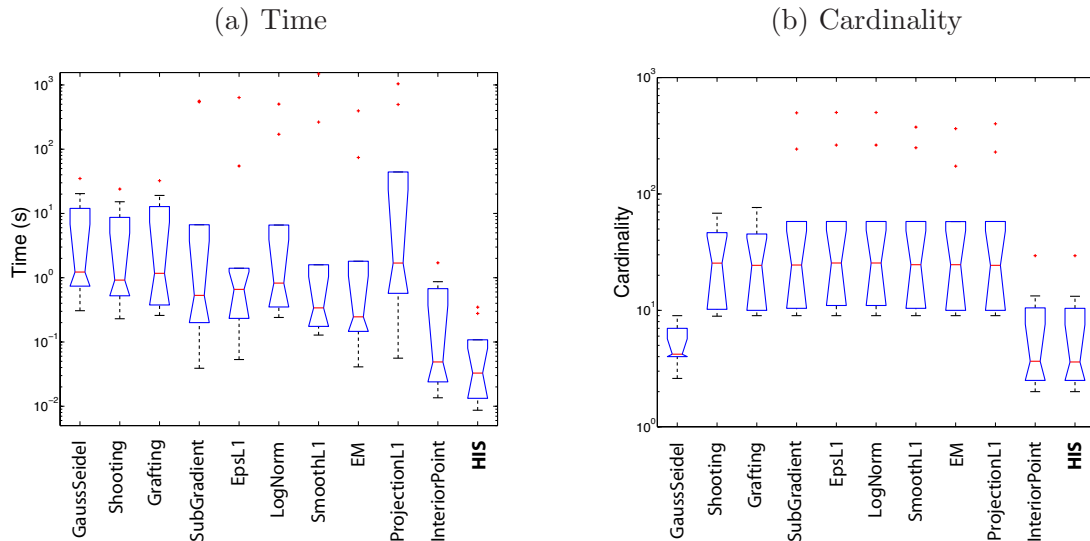 (a) Time
(b) Cardinality
Time (s)
10^3
10^2
10^1
10^0
10^−1
10^−2
GaussSeidel
Shooting
Grafting
SubGradient
EpsL1
LogNorm
SmoothL1
EM
ProjectionL1
InteriorPoint
HIS
Cardinality
10^3
10^2
10^1
10^0
GaussSeidel
Shooting
Grafting
SubGradient
EpsL1
LogNorm
SmoothL1
EM
ProjectionL1
InteriorPoint
HIS